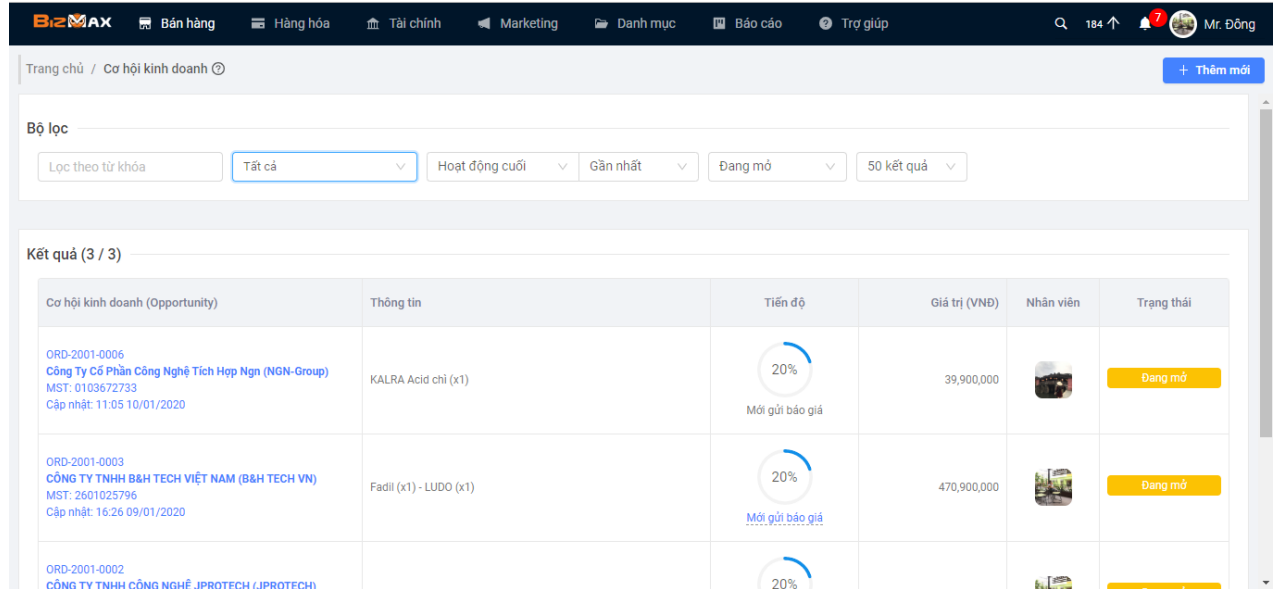 BIZMAX Bán hàng Hàng hóa Tài chính Marketing Danh mục Báo cáo Trợ giúp 184 7 Mr. Đông
Trang chủ / Cơ hội kinh doanh
+ Thêm mới
Bộ lọc
Lọc theo từ khóa Tất cả Hoạt động cuối Gần nhất Đang mở 50 kết quả
Kết quả (3 / 3)
Cơ hội kinh doanh (Opportunity) Thông tin Tiến độ Giá trị (VNĐ) Nhân viên Trạng thái
ORD-2001-0006
Công Ty Cổ Phần Công Nghệ Tích Hợp Ngn (NGN-Group)
MST: 0103672733
Cập nhật: 11:05 10/01/2020
KALRA Acid chì (x1)
20%
Mới gửi báo giá
39,900,000
Đang mở
ORD-2001-0003
CÔNG TY TNHH B&H TECH VIỆT NAM (B&H TECH VN)
MST: 2601025796
Cập nhật: 16:26 09/01/2020
Fadil (x1) - LUDO (x1)
20%
Mới gửi báo giá
470,900,000
Đang mở
ORD-2001-0002
CÔNG TY TNHH CÔNG NGHỆ JPROTECH (JPROTECH)
20%